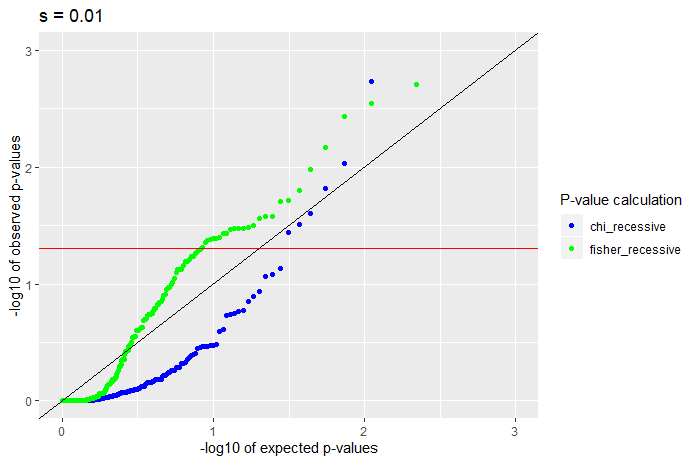 s = 0.01
3
2
1
0
-log10 of observed p-values
0
1
2
3
-log10 of expected p-values
P-value calculation
chi_recessive
fisher_recessive